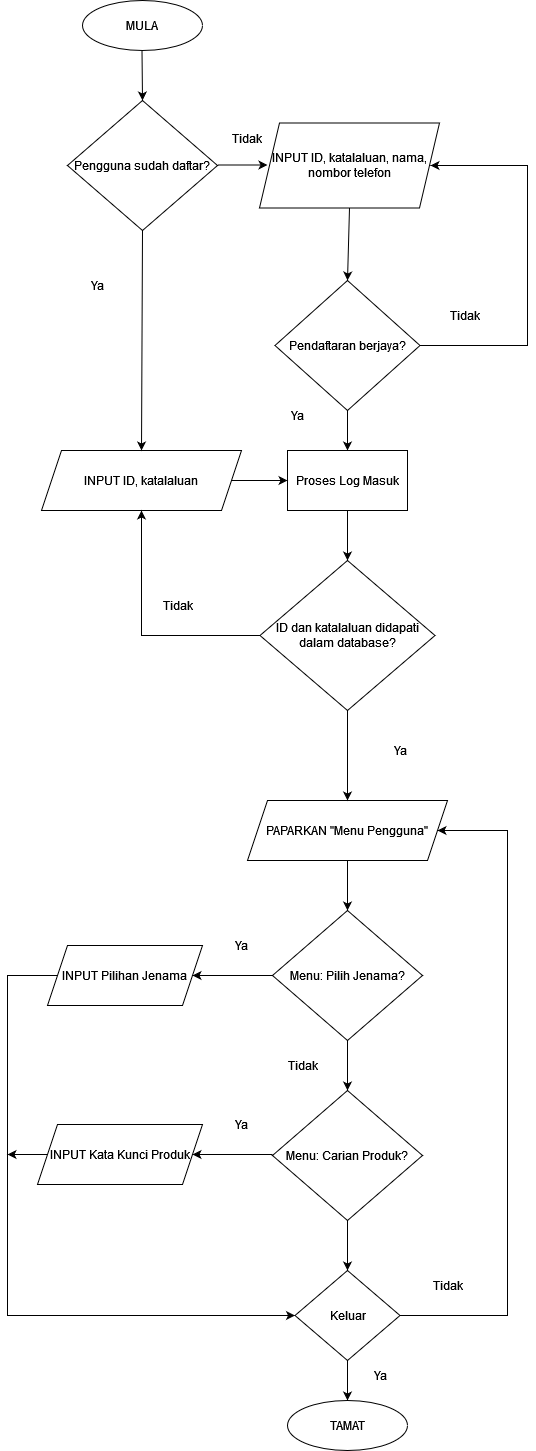 MULA
Pengguna sudah daftar?
Tidak
INPUT ID, katalaluan, nama,
nombor telefon
Ya
Pendaftaran berjaya?
Tidak
Ya
INPUT ID, katalaluan
Proses Log Masuk
Tidak
ID dan katalaluan didapati
dalam database?
Ya
PAPARKAN "Menu Pengguna"
Menu: Pilih Jenama?
Ya
INPUT Pilihan Jenama
Tidak
Menu: Carian Produk?
Ya
INPUT Kata Kunci Produk
Keluar
Tidak
Ya
TAMAT